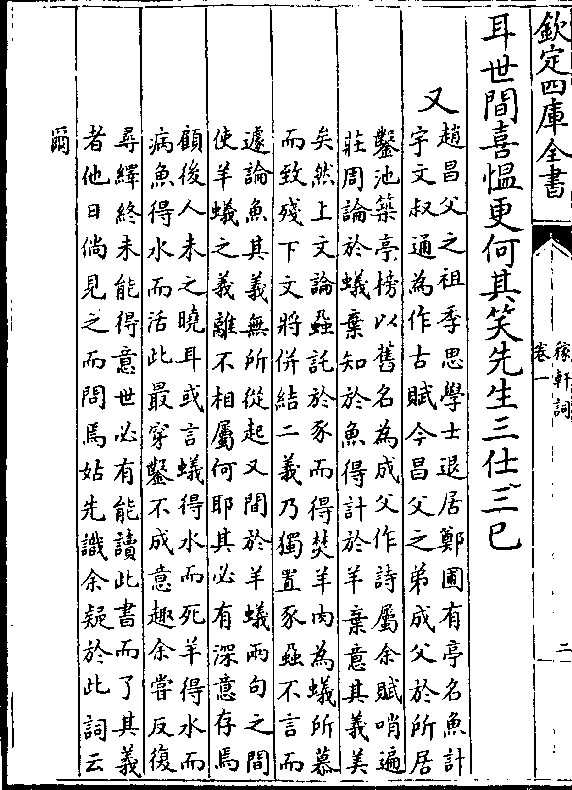 欽定四庫全書
稼軒詞
卷一
二
耳世間喜愠更何其笑先生三仕三已
又
趙昌父之祖季思學士退居鄭圃有亭名魚計
宇文叔通為作古賦今昌父之弟成父於所居
鑿池築亭榜以舊名為成父作詩屬余賦哨遍
莊周論於蟻棄知於魚得計於羊棄意其義美
矣然上文論蝨託於豕而得焚羊肉為蟻所慕
而致殘下文將併結二義乃獨置豕蝨不言而
遽論魚其義無所從起又間於羊蟻兩句之間
使羊蟻之義離不相屬何耶其必有深意存焉
顧後人未之曉耳或言蟻得水而死羊得水而
病魚得水而活此最穿鑿不成意趣余嘗反復
尋繹終未能得意世必有能讀此書而了其義
者他日倘見之而問焉姑先識余疑於此詞云
爾